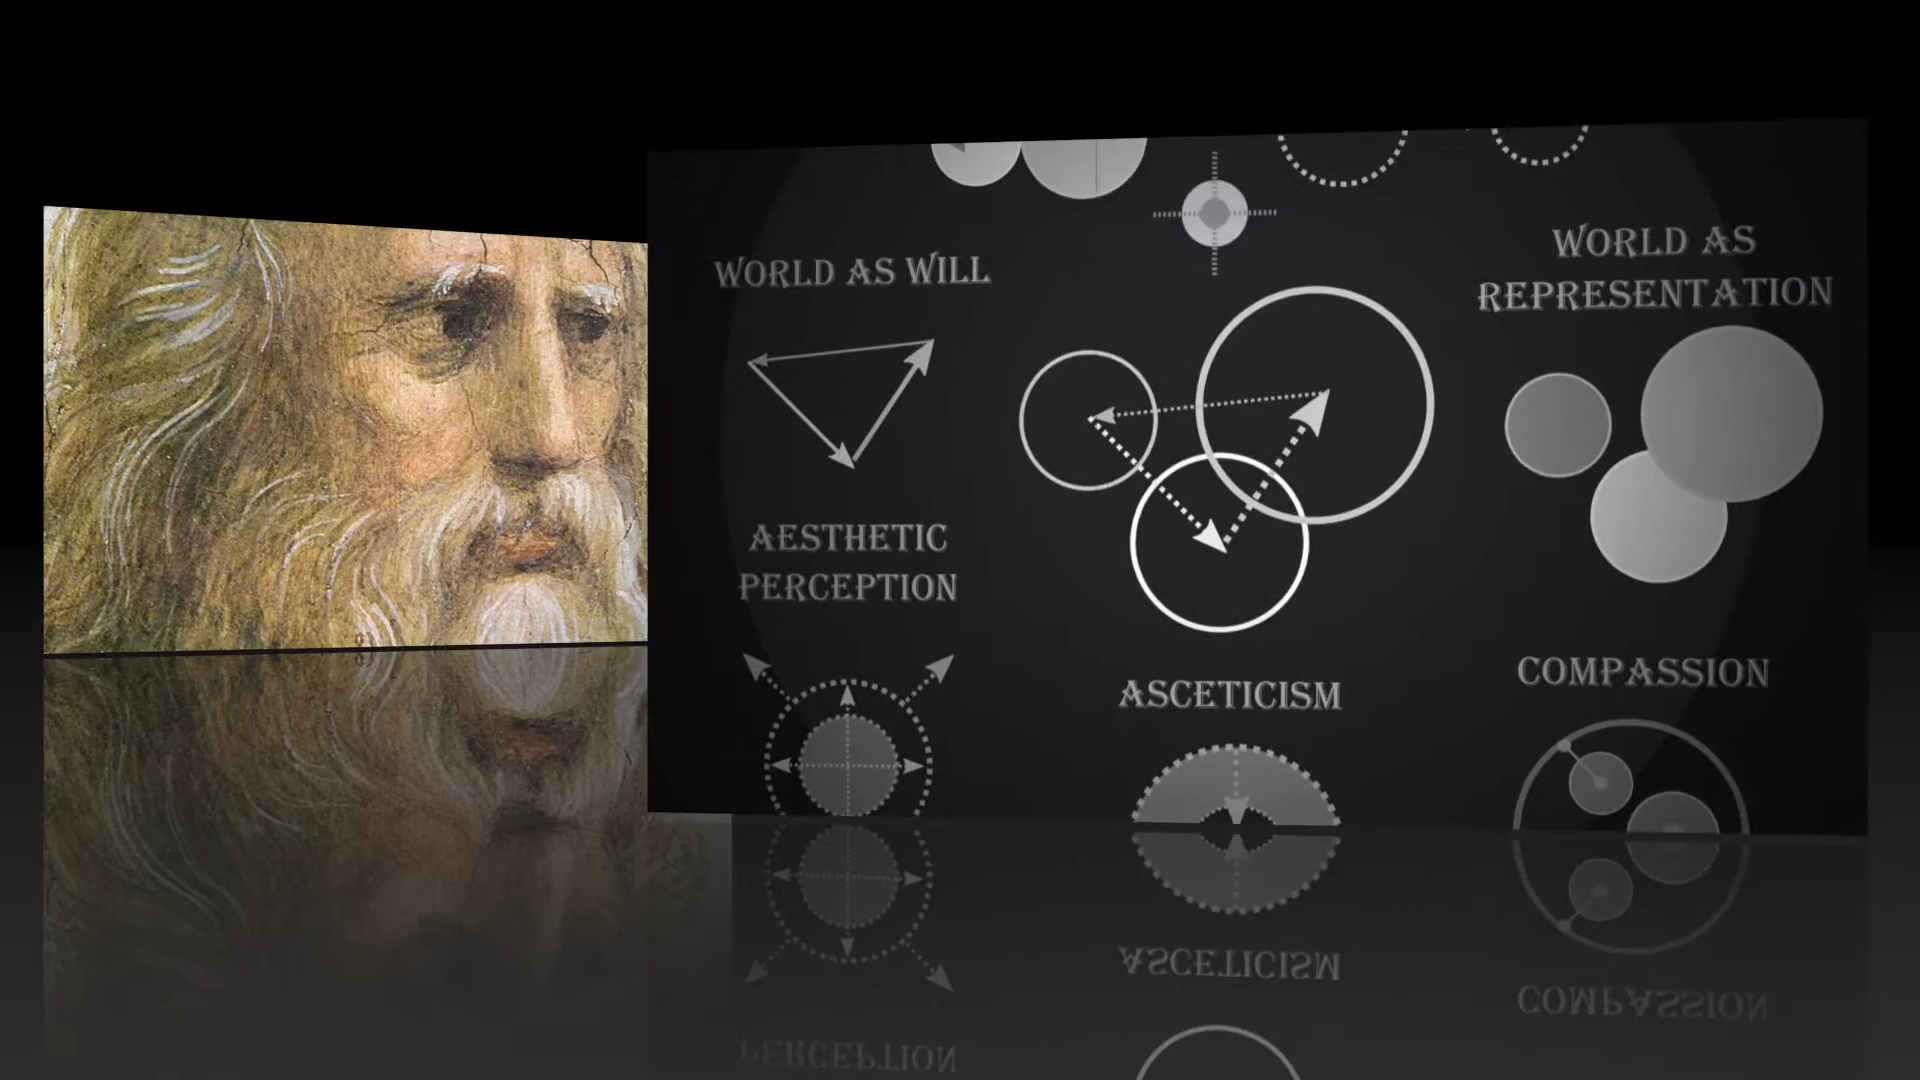 WORLD AS WILL
WORLD AS
REPRESENTATION
AESTHETIC
PERCEPTION
ASCETICISM
COMPASSION